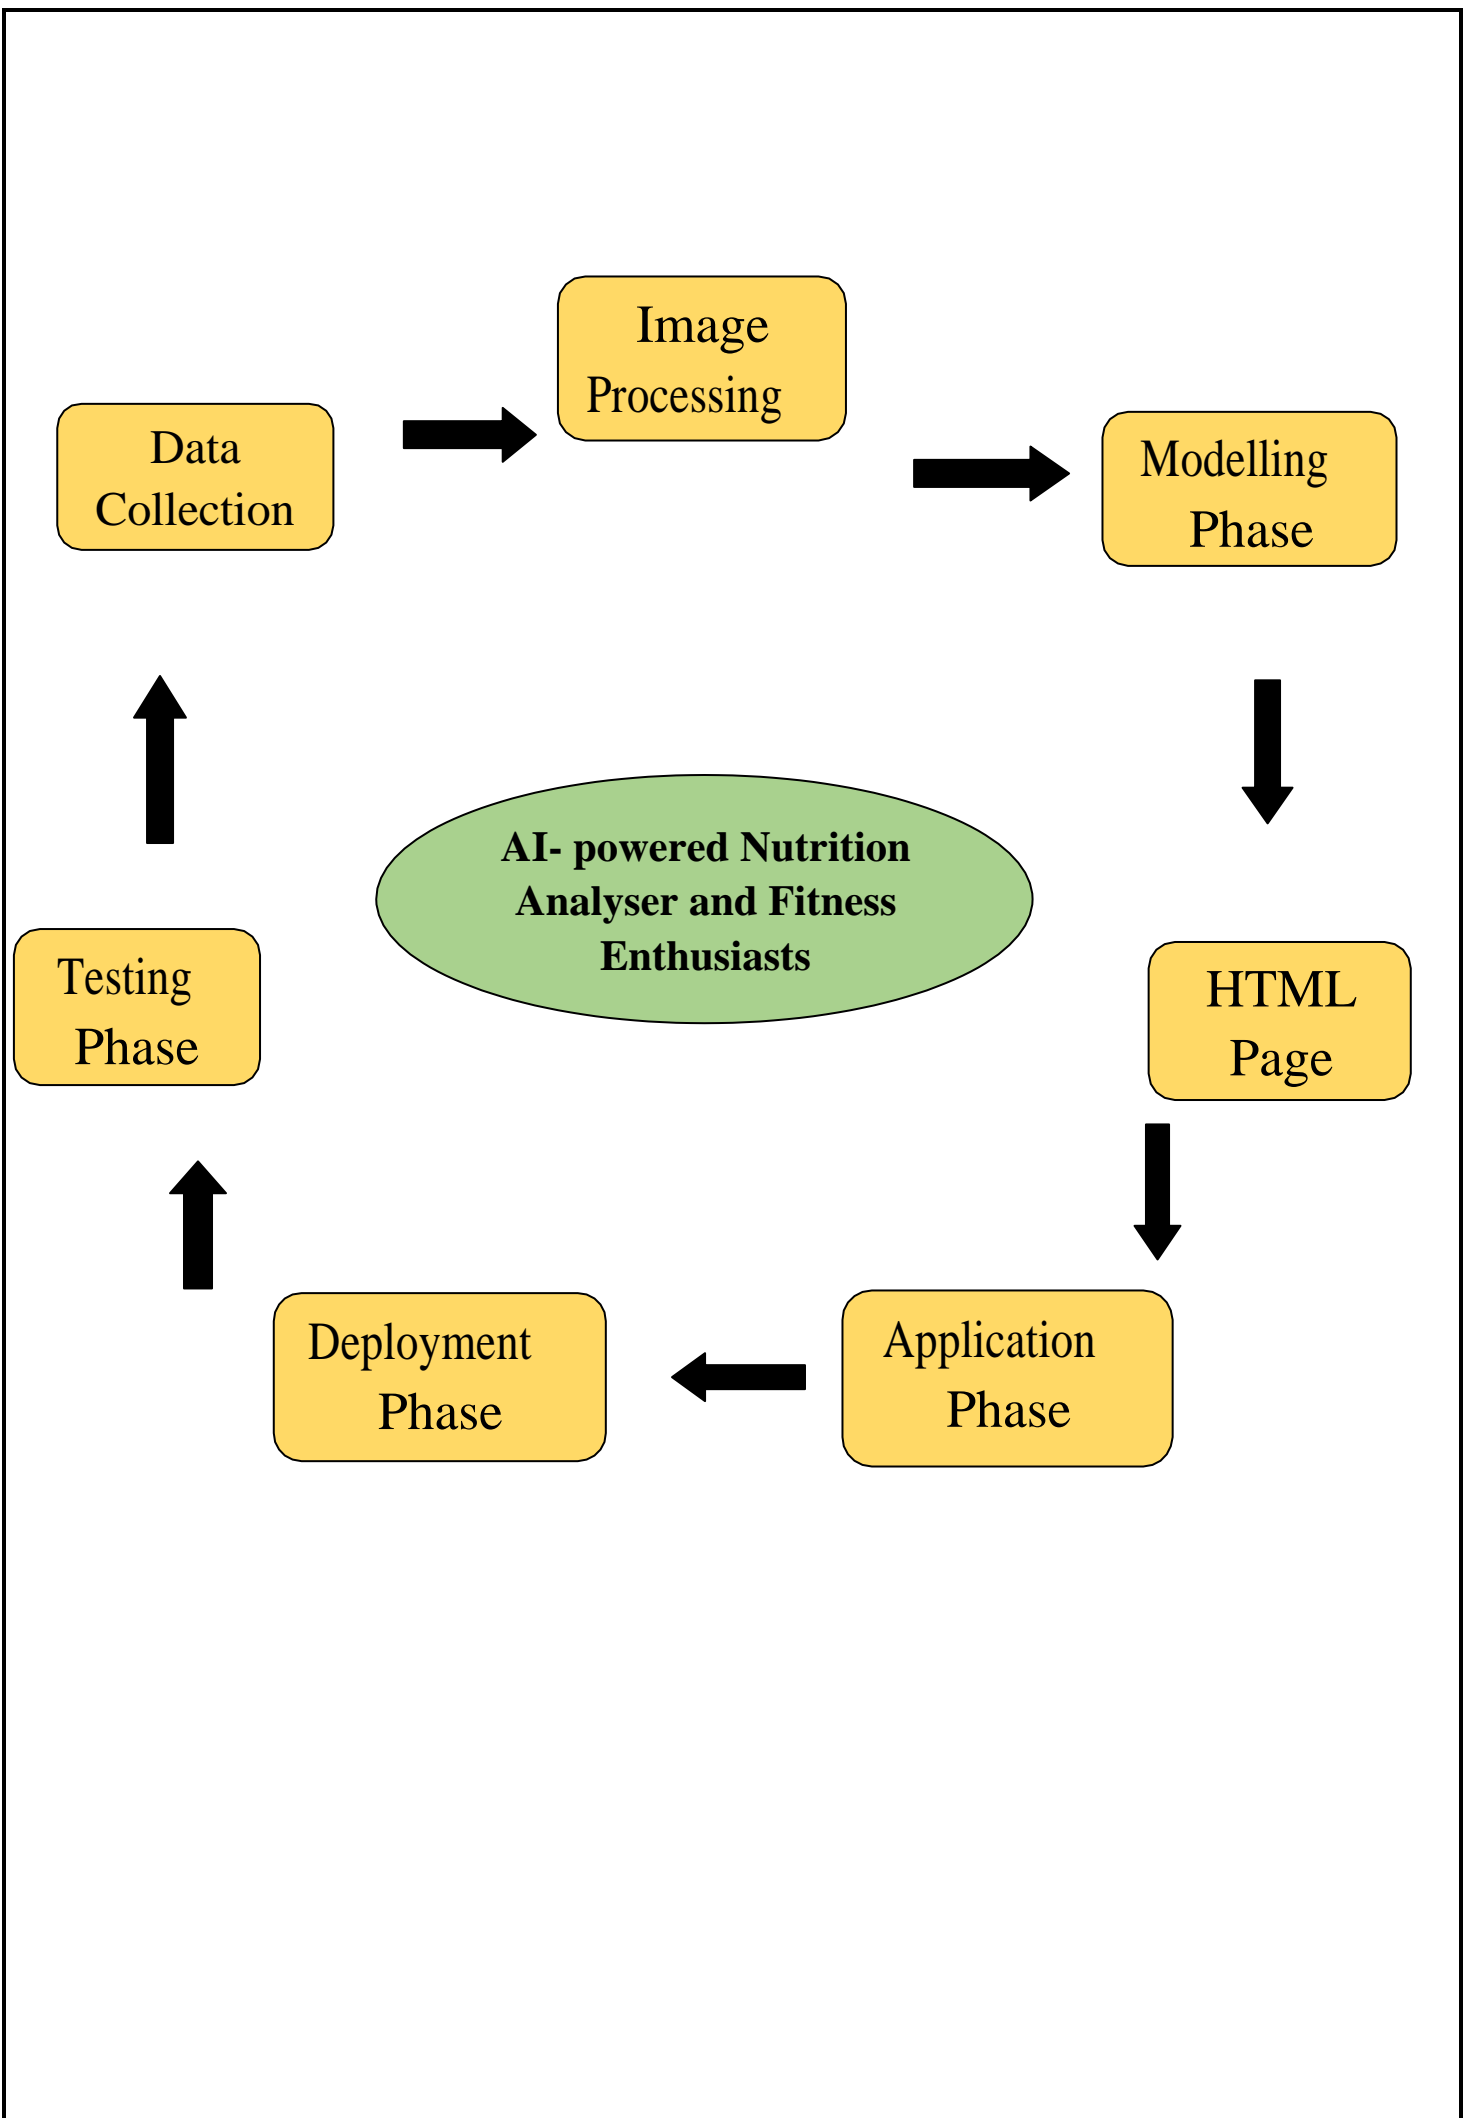 Image
Processing
Data
Collection
Modelling
Phase
AI- powered Nutrition
Analyser and Fitness
Enthusiasts
Testing
Phase
HTML
Page
Deployment
Phase
Application
Phase